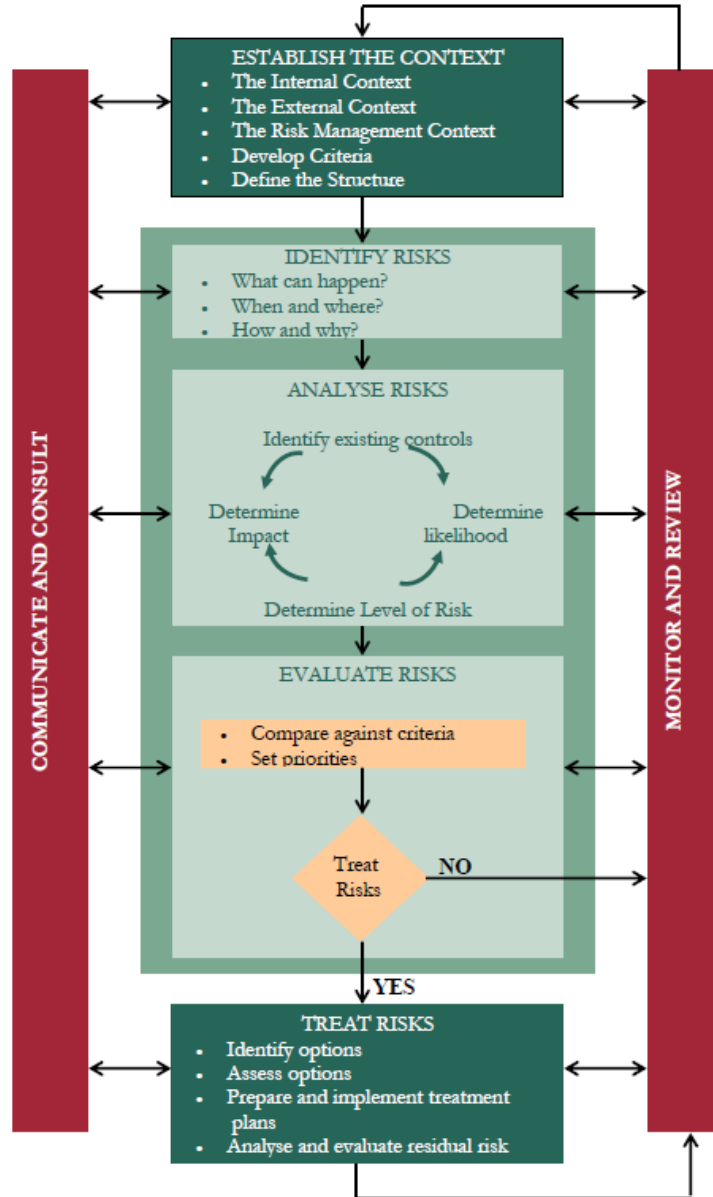 ESTABLISH THE CONTEXT
• The Internal Context
• The External Context
• The Risk Management Context
• Develop Criteria
• Define the Structure
IDENTIFY RISKS
• What can happen?
• When and where?
• How and why?
ANALYSE RISKS
Identify existing controls
Determine
Impact
Determine
likelihood
Determine Level of Risk
EVALUATE RISKS
• Compare against criteria
• Set priorities
Treat
Risks
NO
YES
TREAT RISKS
• Identify options
• Assess options
• Prepare and implement treatment
plans
• Analyse and evaluate residual risk
COMMUNICATE AND CONSULT
MONITOR AND REVIEW